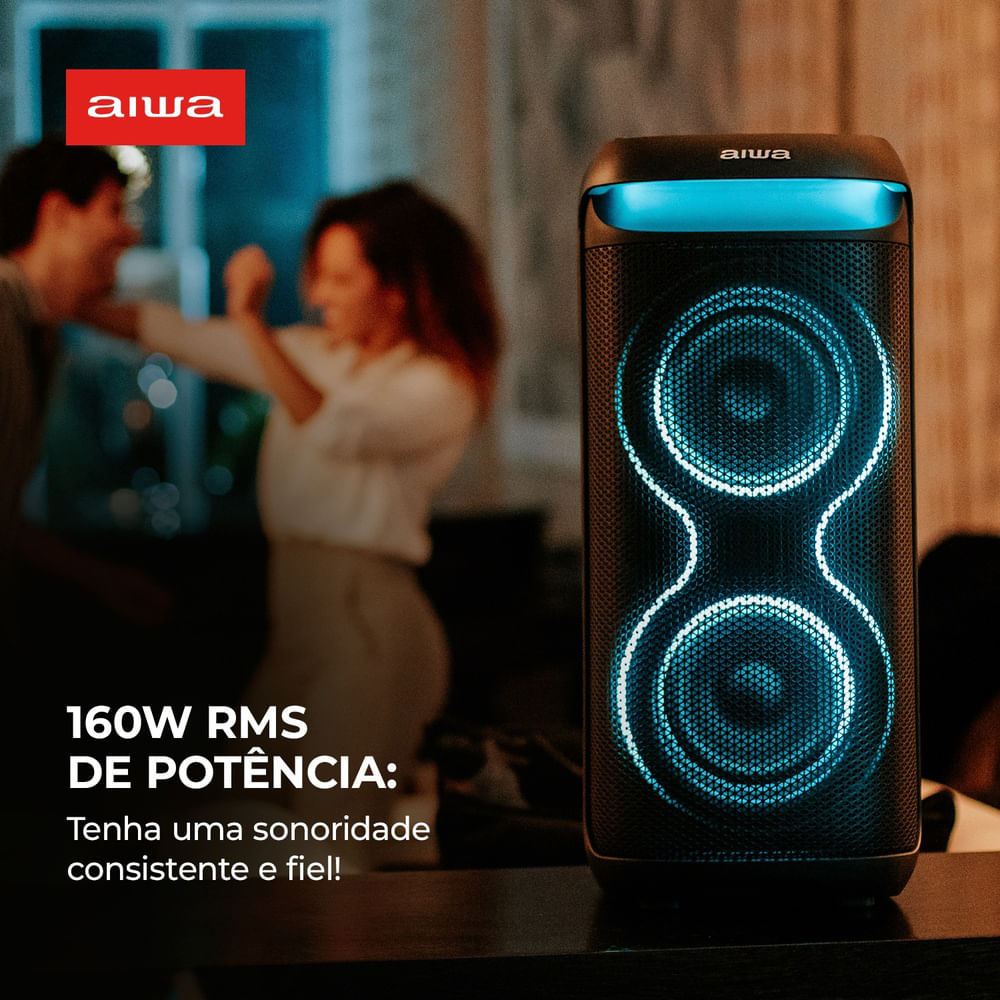 aiwa
aiwa
160W RMS
DE POTÊNCIA:
Tenha uma sonoridade
consistente e fiel!